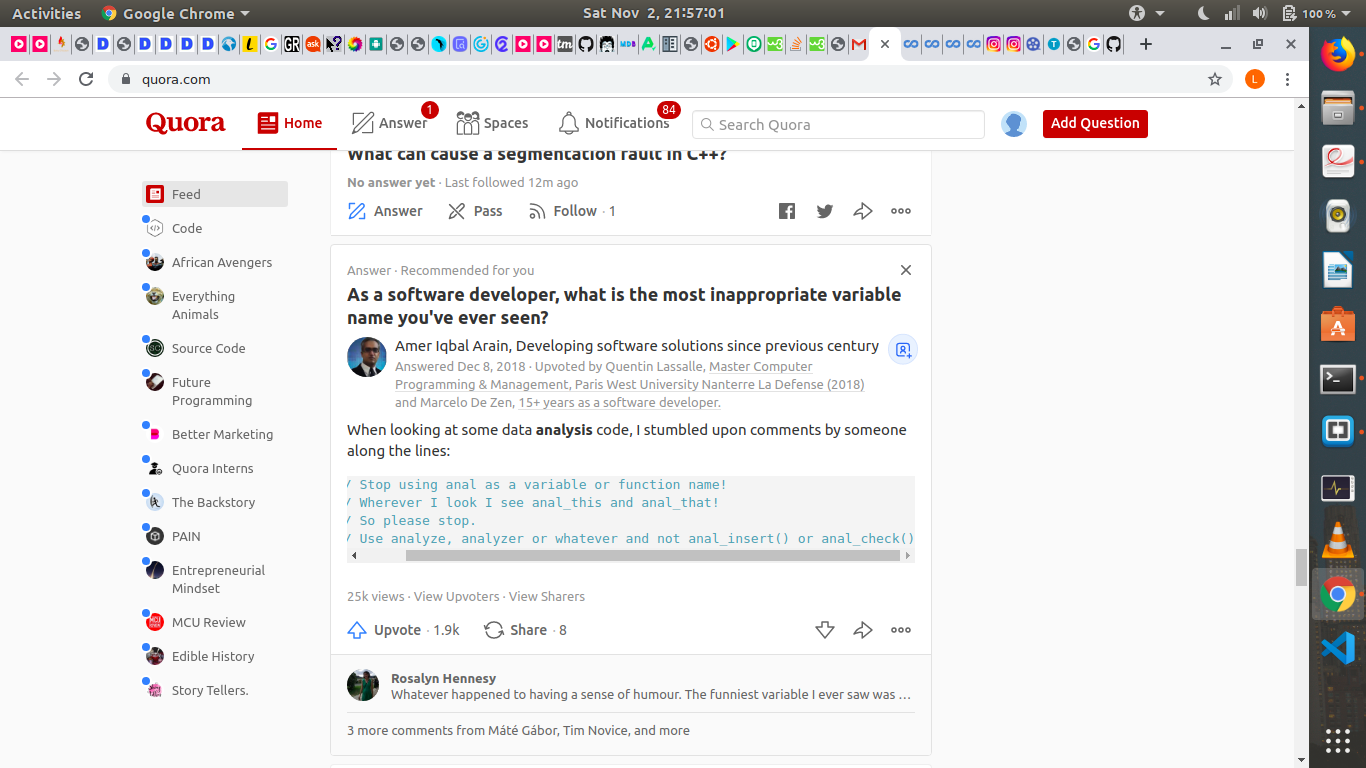 Activities Google Chrome Sat Nov 2, 21:57:01 100 %
quora.com L
Quora Home Answer 1 Spaces Notifications 84 Search Quora Add Question
What can cause a segmentation fault in C++?
No answer yet · Last followed 12m ago
Answer Pass Follow · 1
Feed
Code
African Avengers
Everything
Animals
Source Code
Future
Programming
Better Marketing
Quora Interns
The Backstory
PAIN
Entrepreneurial
Mindset
MCU Review
Edible History
Story Tellers.
Answer · Recommended for you
As a software developer, what is the most inappropriate variable
name you've ever seen?
Amer Iqbal Arain, Developing software solutions since previous century
Answered Dec 8, 2018 · Upvoted by Quentin Lassalle, Master Computer
Programming & Management, Paris West University Nanterre La Defense (2018)
and Marcelo De Zen, 15+ years as a software developer.
When looking at some data analysis code, I stumbled upon comments by someone
along the lines:
/ Stop using anal as a variable or function name!
/ Wherever I look I see anal_this and anal_that!
/ So please stop.
/ Use analyze, analyzer or whatever and not anal_insert() or anal_check()
25k views · View Upvoters · View Sharers
Upvote · 1.9k Share · 8
Rosalyn Hennesy
Whatever happened to having a sense of humour. The funniest variable I ever saw was …
3 more comments from Máté Gábor, Tim Novice, and more